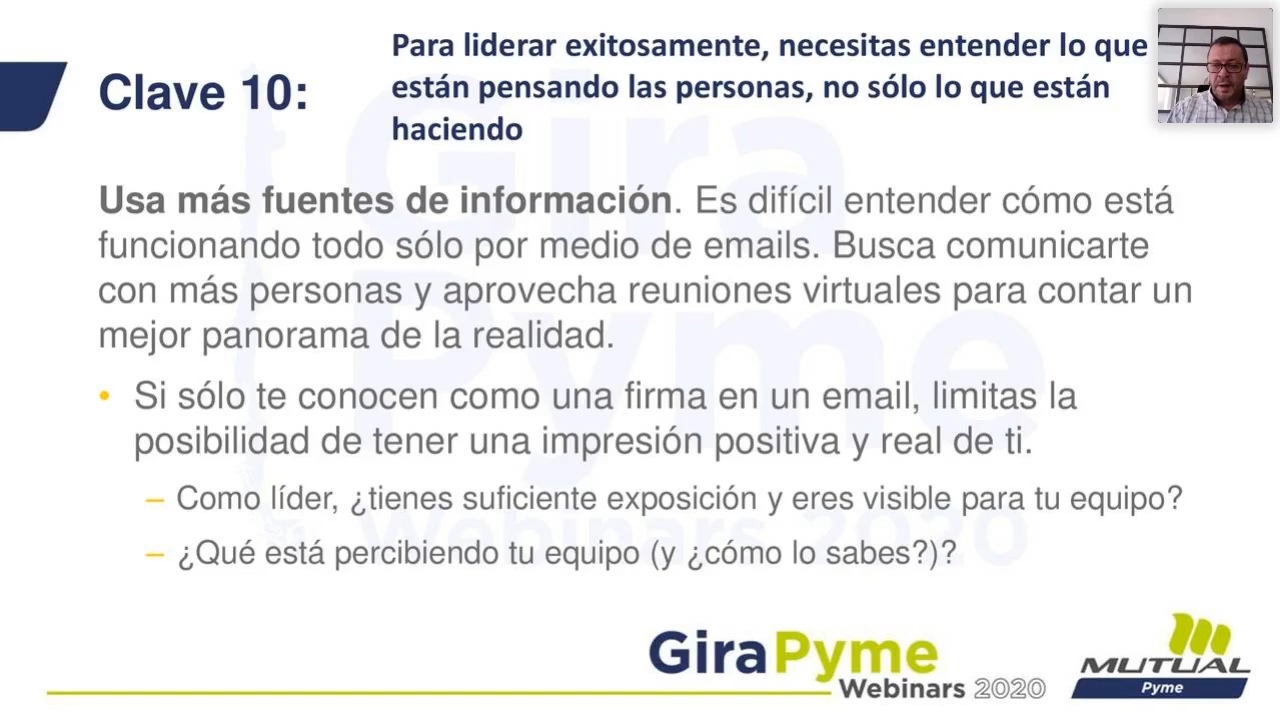 Clave 10:
Para liderar exitosamente, necesitas entender lo que
están pensando las personas, no sólo lo que están
haciendo
Usa más fuentes de información. Es difícil entender cómo está
funcionando todo sólo por medio de emails. Busca comunicarte
con más personas y aprovecha reuniones virtuales para contar un
mejor panorama de la realidad.
• Si sólo te conocen como una firma en un email, limitas la
posibilidad de tener una impresión positiva y real de ti.
– Como líder, ¿tienes suficiente exposición y eres visible para tu equipo?
– ¿Qué está percibiendo tu equipo (y ¿cómo lo sabes?)?
Gira
Pyme
Webinars 2020
GiraPyme
Webinars 2020
MUTUAL
Pyme